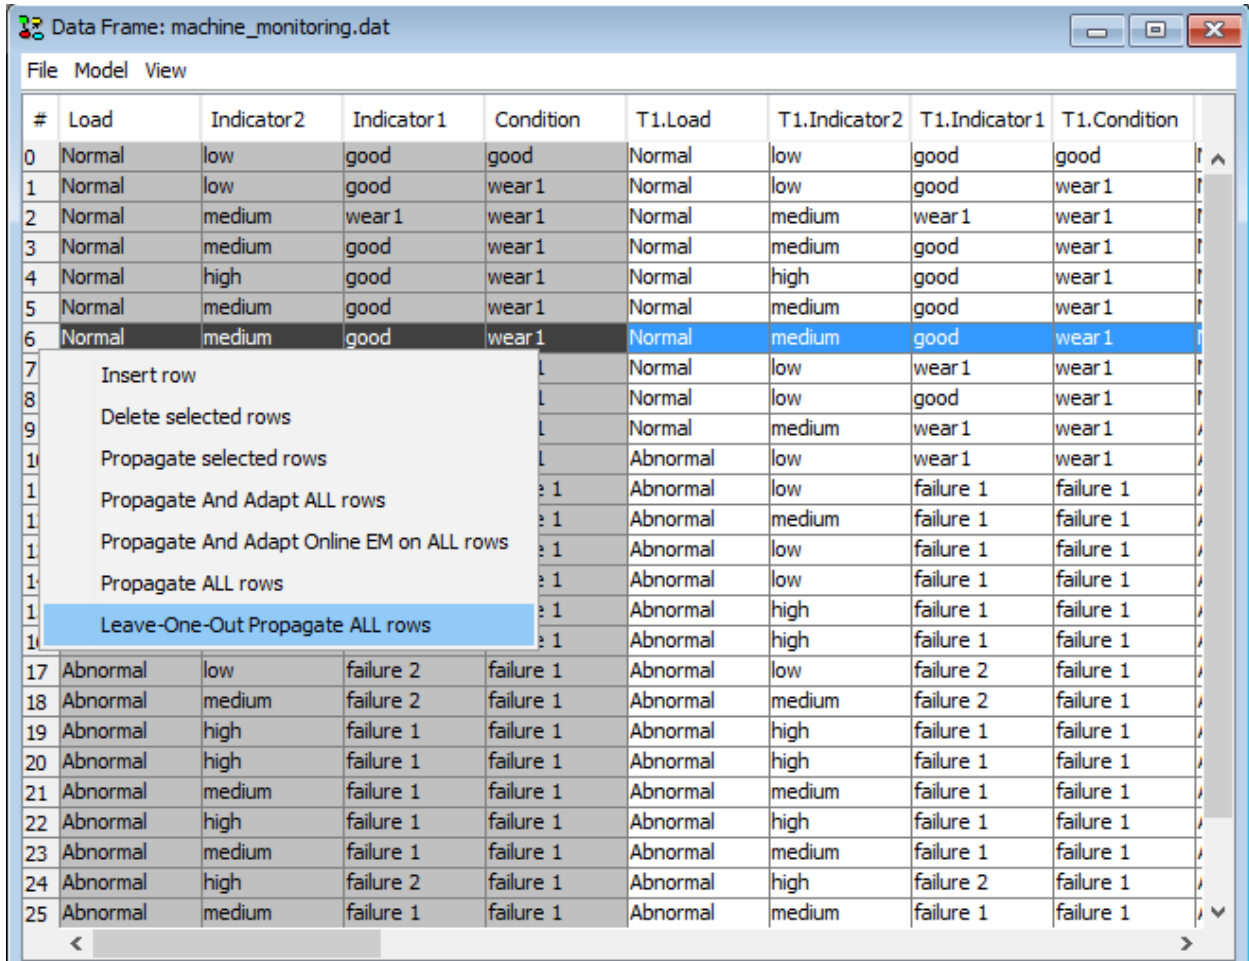 Data Frame: machine_monitoring.dat
File Model View
# Load Indicator2 Indicator1 Condition T1.Load T1.Indicator2 T1.Indicator1 T1.Condition
0 Normal low good good Normal low good good
1 Normal low good wear1 Normal low good wear1
2 Normal medium wear1 wear1 Normal medium wear1 wear1
3 Normal medium good wear1 Normal medium good wear1
4 Normal high good wear1 Normal high good wear1
5 Normal medium good wear1 Normal medium good wear1
6 Normal medium good wear1 Normal medium good wear1
7 Normal low wear1 wear1
8 Normal low good wear1
9 Normal medium wear1 wear1
Abnormal low wear1 wear1
Abnormal low failure 1 failure 1
Abnormal medium failure 1 failure 1
Abnormal low failure 1 failure 1
Abnormal low failure 1 failure 1
Abnormal high failure 1 failure 1
Abnormal high failure 1 failure 1
Insert row
Delete selected rows
Propagate selected rows
Propagate And Adapt ALL rows
Propagate And Adapt Online EM on ALL rows
Propagate ALL rows
Leave-One-Out Propagate ALL rows
17 Abnormal low failure 2 failure 1 Abnormal low failure 2 failure 1
18 Abnormal medium failure 2 failure 1 Abnormal medium failure 2 failure 1
19 Abnormal high failure 1 failure 1 Abnormal high failure 1 failure 1
20 Abnormal high failure 1 failure 1 Abnormal high failure 1 failure 1
21 Abnormal medium failure 1 failure 1 Abnormal medium failure 1 failure 1
22 Abnormal high failure 1 failure 1 Abnormal high failure 1 failure 1
23 Abnormal medium failure 1 failure 1 Abnormal medium failure 1 failure 1
24 Abnormal high failure 2 failure 1 Abnormal high failure 2 failure 1
25 Abnormal medium failure 1 failure 1 Abnormal medium failure 1 failure 1